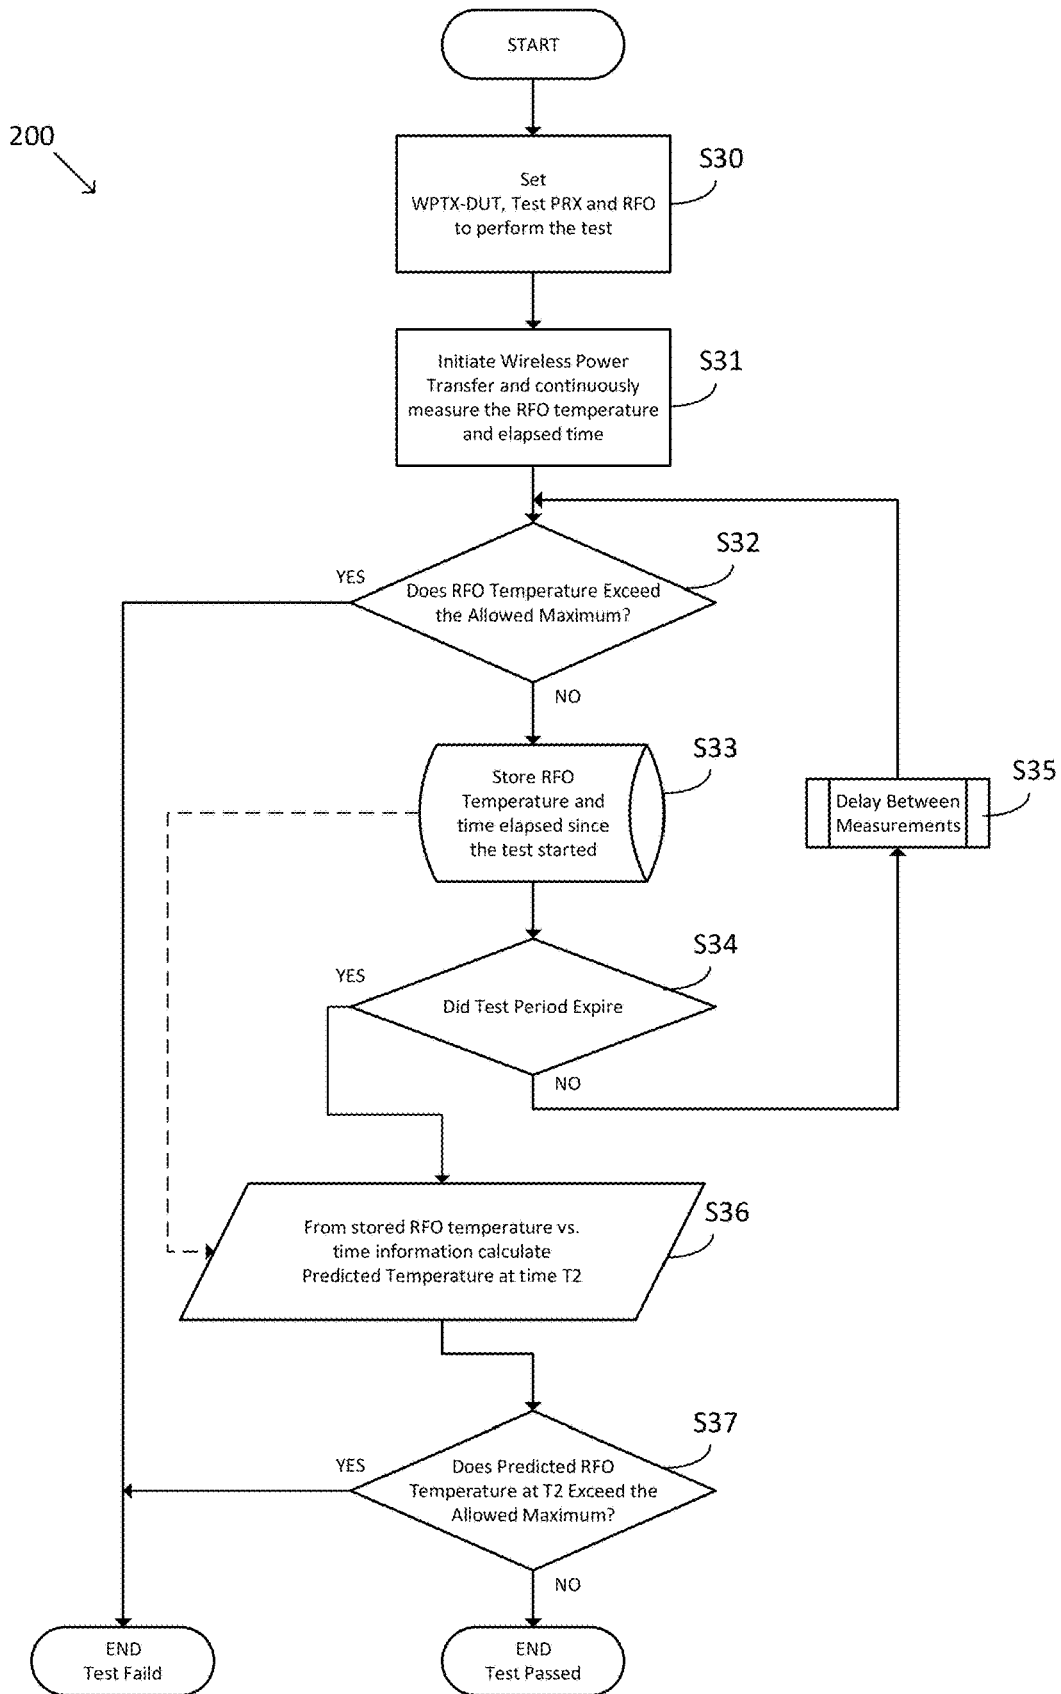 START
200
S30
Set
WPTX-DUT, Test PRX and RFO
to perform the test
S31
Initiate Wireless Power
Transfer and continuously
measure the RFO temperature
and elapsed time
S32
YES
Does RFO Temperature Exceed
the Allowed Maximum?
NO
S33
Store RFO
Temperature and
time elapsed since
the test started
S35
Delay Between
Measurements
S34
YES
Did Test Period Expire
NO
S36
From stored RFO temperature vs.
time information calculate
Predicted Temperature at time T2
S37
YES
Does Predicted RFO
Temperature at T2 Exceed the
Allowed Maximum?
NO
END
Test Faild
END
Test Passed